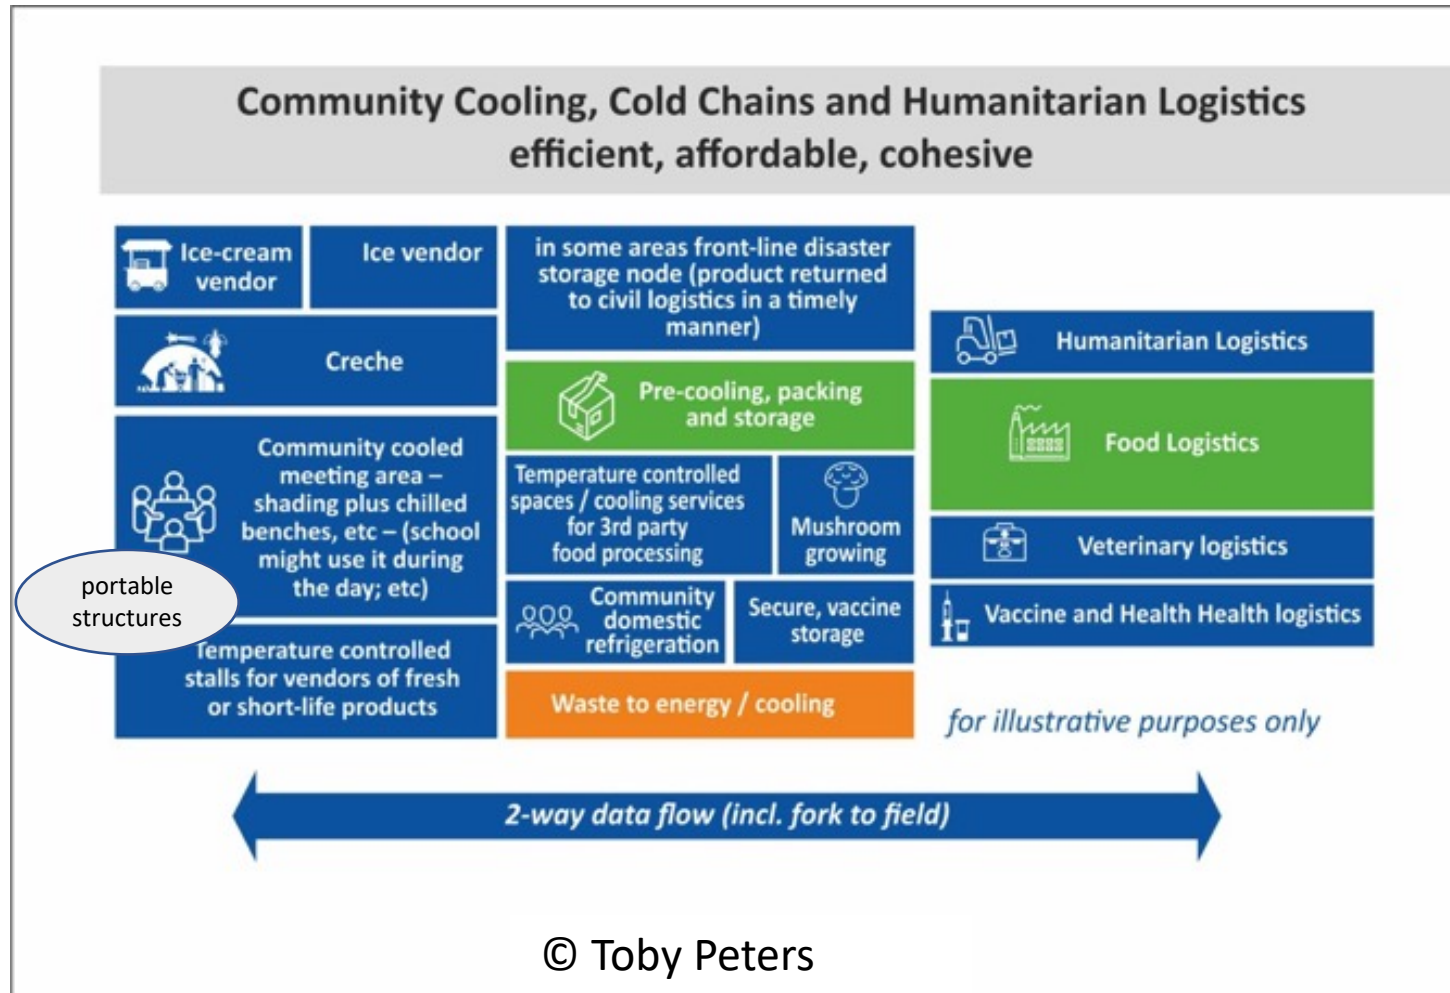 Community Cooling, Cold Chains and Humanitarian Logistics
efficient, affordable, cohesive
Ice-cream
vendor
Ice vendor
Creche
Community cooled
meeting area –
shading plus chilled
benches, etc – (school
might use it during
the day; etc)
portable
structures
Temperature controlled
stalls for vendors of fresh
or short-life products
in some areas front-line disaster
storage node (product returned
to civil logistics in a timely
manner)
Pre-cooling, packing
and storage
Temperature controlled
spaces / cooling services
for 3rd party
food processing
Mushroom
growing
Community
domestic
refrigeration
Secure, vaccine
storage
Waste to energy / cooling
Humanitarian Logistics
Food Logistics
Veterinary logistics
Vaccine and Health Health logistics
for illustrative purposes only
2-way data flow (incl. fork to field)
© Toby Peters